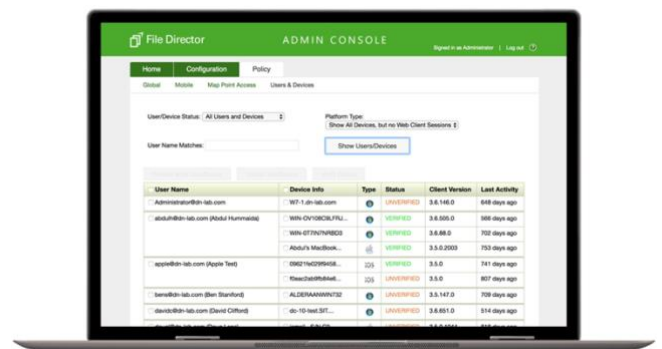 File Director
ADMIN CONSOLE
Signed in as Administrator | Log out
Home Configuration Policy
Global Mobile Map Point Access Users & Devices
User/Device Status: All Users and Devices
Platform Type:
Show All Devices, but no Web Client Sessions
User Name Matches: Show Users/Devices
User Name Device Info Type Status Client Version Last Activity
Administrator@dn-lab.com W7-1.dn-lab.com UNVERIFIED 3.6.146.0 648 days ago
abdulh@dn-lab.com (Abdul Hummaida) VERIFIED 3.6.505.0 566 days ago
VERIFIED 3.6.88.0 702 days ago
Abdul's MacBook... VERIFIED 3.5.0.2003 753 days ago
apple@dn-lab.com (Apple Test) iOS VERIFIED 3.5.0 741 days ago
iOS UNVERIFIED 3.5.0 807 days ago
bens@dn-lab.com (Ben Staniford) ALDERAANWIN732 UNVERIFIED 3.5.147.0 709 days ago
davidc@dn-lab.com (David Clifford) dc-10-test.SIT.... UNVERIFIED 3.6.651.0 514 days ago